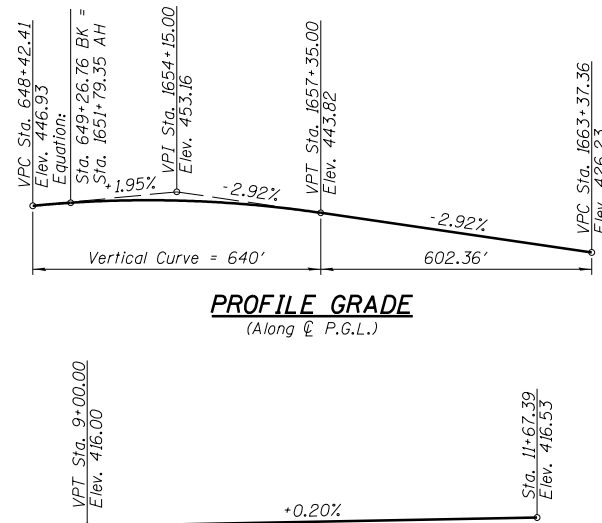 VPC Sta. 648+42.41
Elev. 446.93
Equation:
Sta. 649+26.76 BK =
Sta. 1651+79.35 AH
VPI Sta. 1654+15.00
Elev. 453.16
VPT Sta. 1657+35.00
Elev. 443.82
VPC Sta. 1663+37.36
Elev. 426.23
+1.95%
-2.92%
-2.92%
Vertical Curve = 640'
602.36'
PROFILE GRADE
(Along ℄ P.G.L.)
VPT Sta. 9+00.00
Elev. 416.00
Sta. 11+67.39
Elev. 416.53
+0.20%